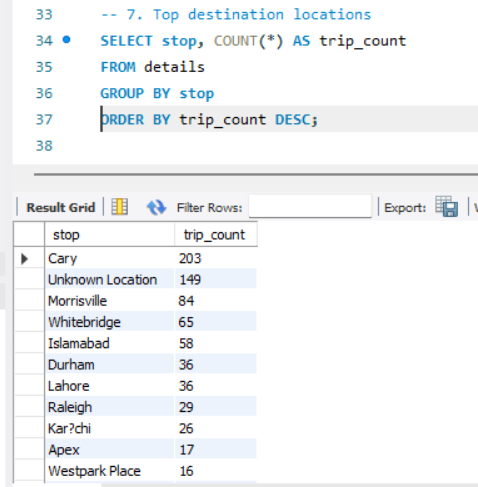 33 -- 7. Top destination locations
34 SELECT stop, COUNT(*) AS trip_count
35 FROM details
36 GROUP BY stop
37 ORDER BY trip_count DESC;
38
Result Grid Filter Rows: Export:
stop trip_count
Cary 203
Unknown Location 149
Morrisville 84
Whitebridge 65
Islamabad 58
Durham 36
Lahore 36
Raleigh 29
Kar?chi 26
Apex 17
Westpark Place 16